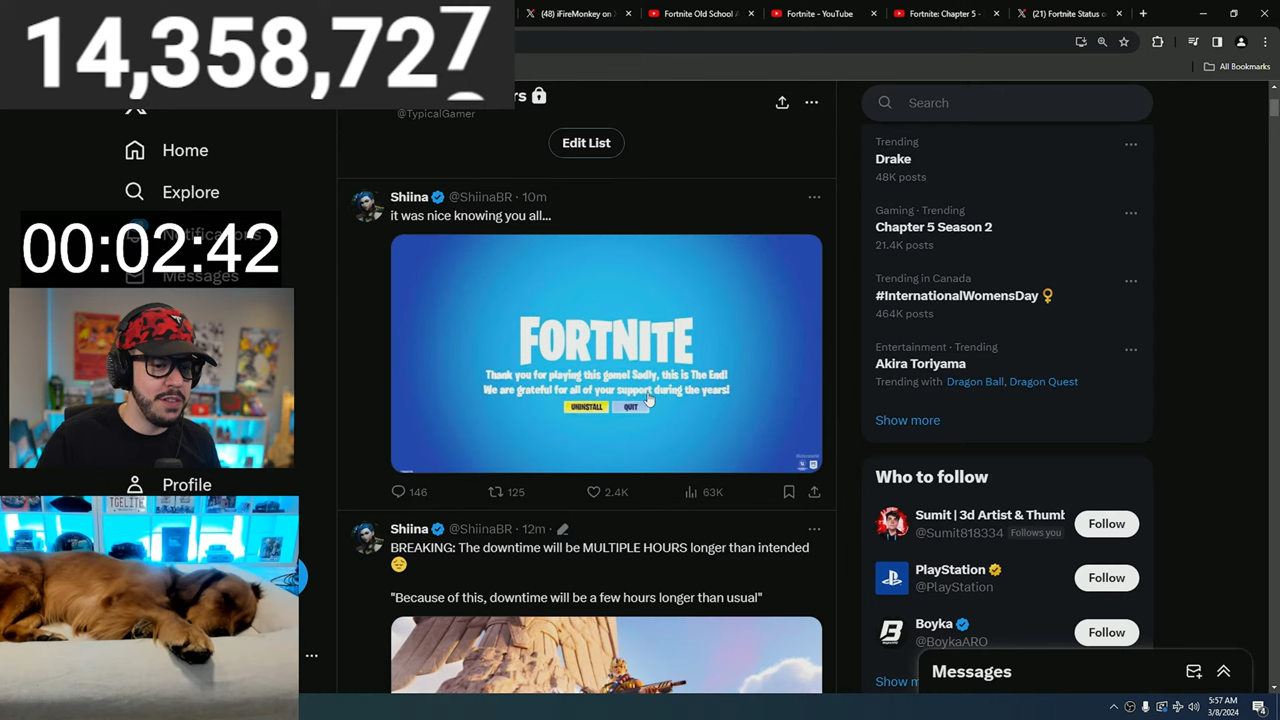 14,358,727
(48) iFireMonkey on
Fortnite Old School
Fortnite - YouTube
Fortnite: Chapter 5 -
(21) Fortnite Status o
All Bookmarks
@TypicalGamer
Edit List
Home
Explore
Notifications
Messages
00:02:42
Profile
Shiina @ShiinaBR · 10m
it was nice knowing you all...
FORTNITE
Thank you for playing this game! Sadly, this is The End!
We are grateful for all of your support during the years!
UNINSTALL QUIT
146 125 2.4K 63K
Shiina @ShiinaBR · 12m
BREAKING: The downtime will be MULTIPLE HOURS longer than intended
"Because of this, downtime will be a few hours longer than usual"
Search
Trending
Drake
48K posts
Gaming · Trending
Chapter 5 Season 2
21.4K posts
Trending in Canada
#InternationalWomensDay
464K posts
Entertainment · Trending
Akira Toriyama
Trending with Dragon Ball, Dragon Quest
Show more
Who to follow
Sumit | 3d Artist & Thumb
@Sumit818334 Follows you
Follow
PlayStation
@PlayStation
Follow
Boyka
@BoykaARO
Follow
Messages
TGELITE
5:57 AM
3/8/2024